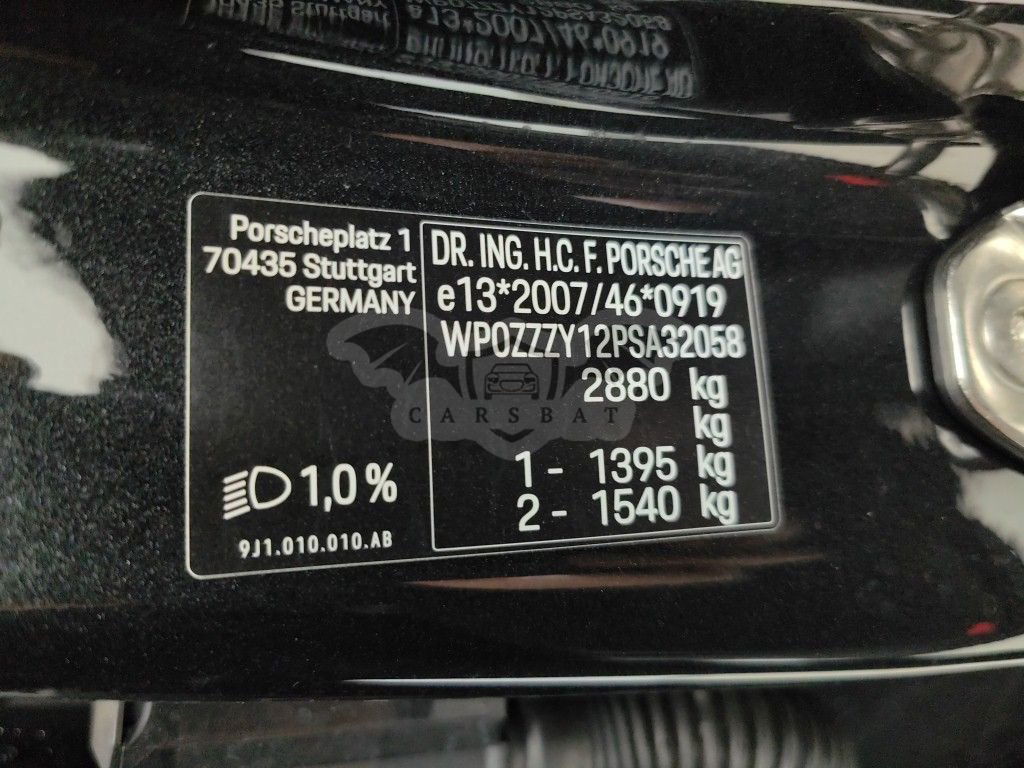 Porscheplatz 1
70435 Stuttgart
GERMANY
DR. ING. H.C. F. PORSCHE AG
e13*2007/46*0919
WP0ZZZY12PSA32058
2880 kg
kg
1 - 1395 kg
2 - 1540 kg
1,0 %
9J1.010.010.AB
CARSBAT